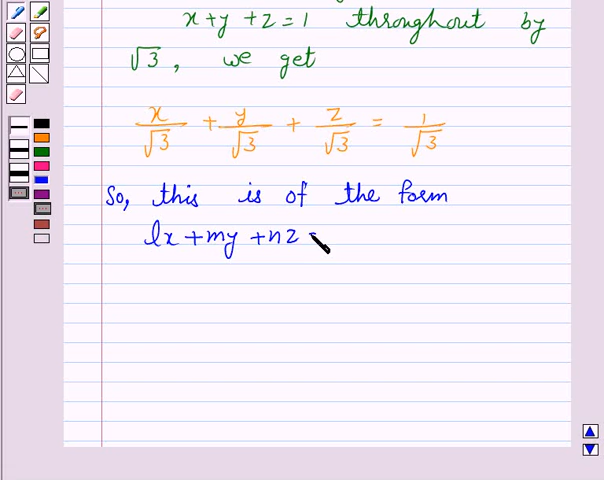 x + y + z = 1 throughout by
√3, we get
x/√3 + y/√3 + z/√3 = 1/√3
So, this is of the form
lx + my + nz =